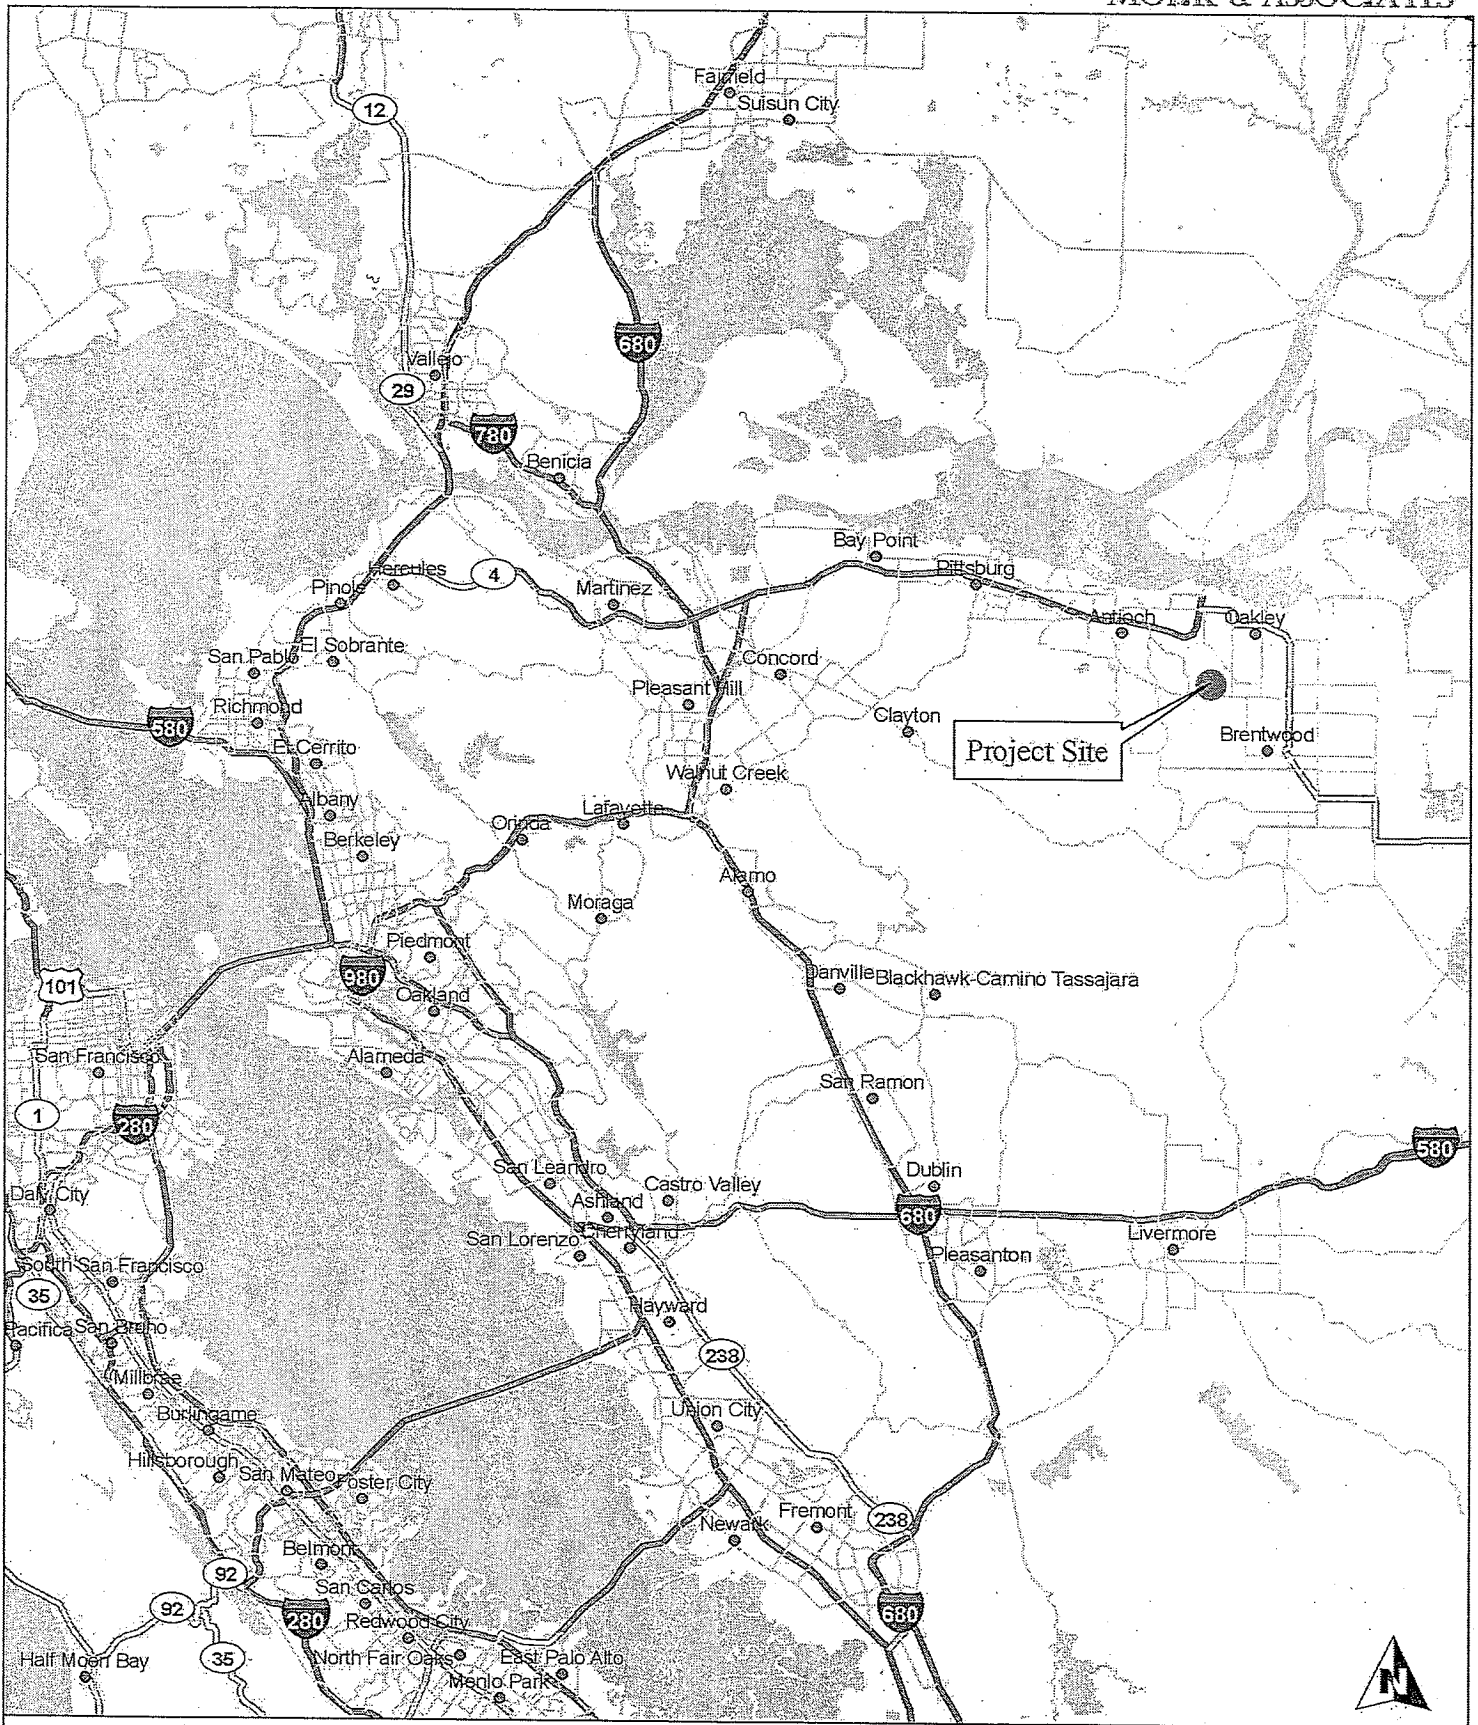 MONK & ASSOCIATES
Fairfield
Suisun City
12
680
Vallejo
29
780
Benicia
Bay Point
Hercules
4
Pittsburg
Pinole
Martinez
Antioch
Oakley
El Sobrante
San Pablo
Concord
Pleasant Hill
Richmond
580
Clayton
Brentwood
El Cerrito
Project Site
Walnut Creek
Albany
Lafayette
Orinda
Berkeley
Alamo
Moraga
Piedmont
980
Danville
Blackhawk-Camino Tassajara
101
Oakland
San Francisco
Alameda
San Ramon
1
280
580
San Leandro
Dublin
Daly City
Ashland
Castro Valley
680
San Lorenzo
Cherryland
Livermore
Pleasanton
South San Francisco
35
Hayward
Pacifica
San Bruno
238
Millbrae
Burlingame
Union City
Hillsborough
San Mateo
Foster City
Newark
Fremont
238
Belmont
92
San Carlos
92
280
Redwood City
680
35
Half Moon Bay
North Fair Oaks
East Palo Alto
Menlo Park
N